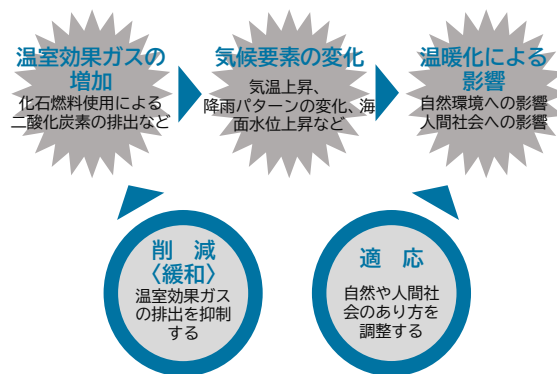 温室効果ガスの
増加
化石燃料使用による
二酸化炭素の排出など
気候要素の変化
気温上昇、
降雨パターンの変化、海
面水位上昇など
温暖化による
影響
自然環境への影響
人間社会への影響
削　減
〈緩和〉
温室効果ガス
の排出を抑制
する
適　応
自然や人間社
会のあり方を
調整する